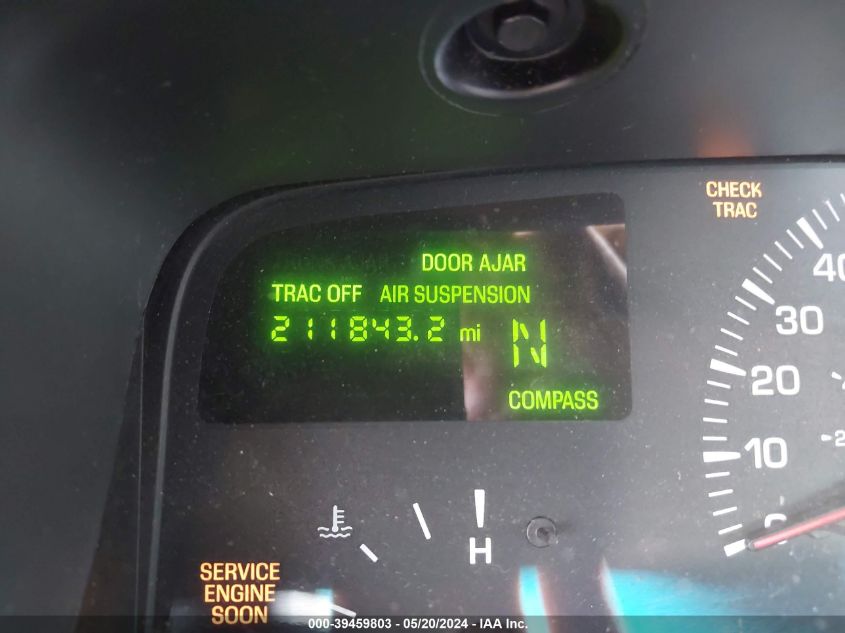 CHECK
TRAC
DOOR AJAR
TRAC OFF AIR SUSPENSION
211843.2 mi N
COMPASS
40
30
20
10
0
H
SERVICE
ENGINE
SOON
000-39459803 - 05/20/2024 - IAA Inc.